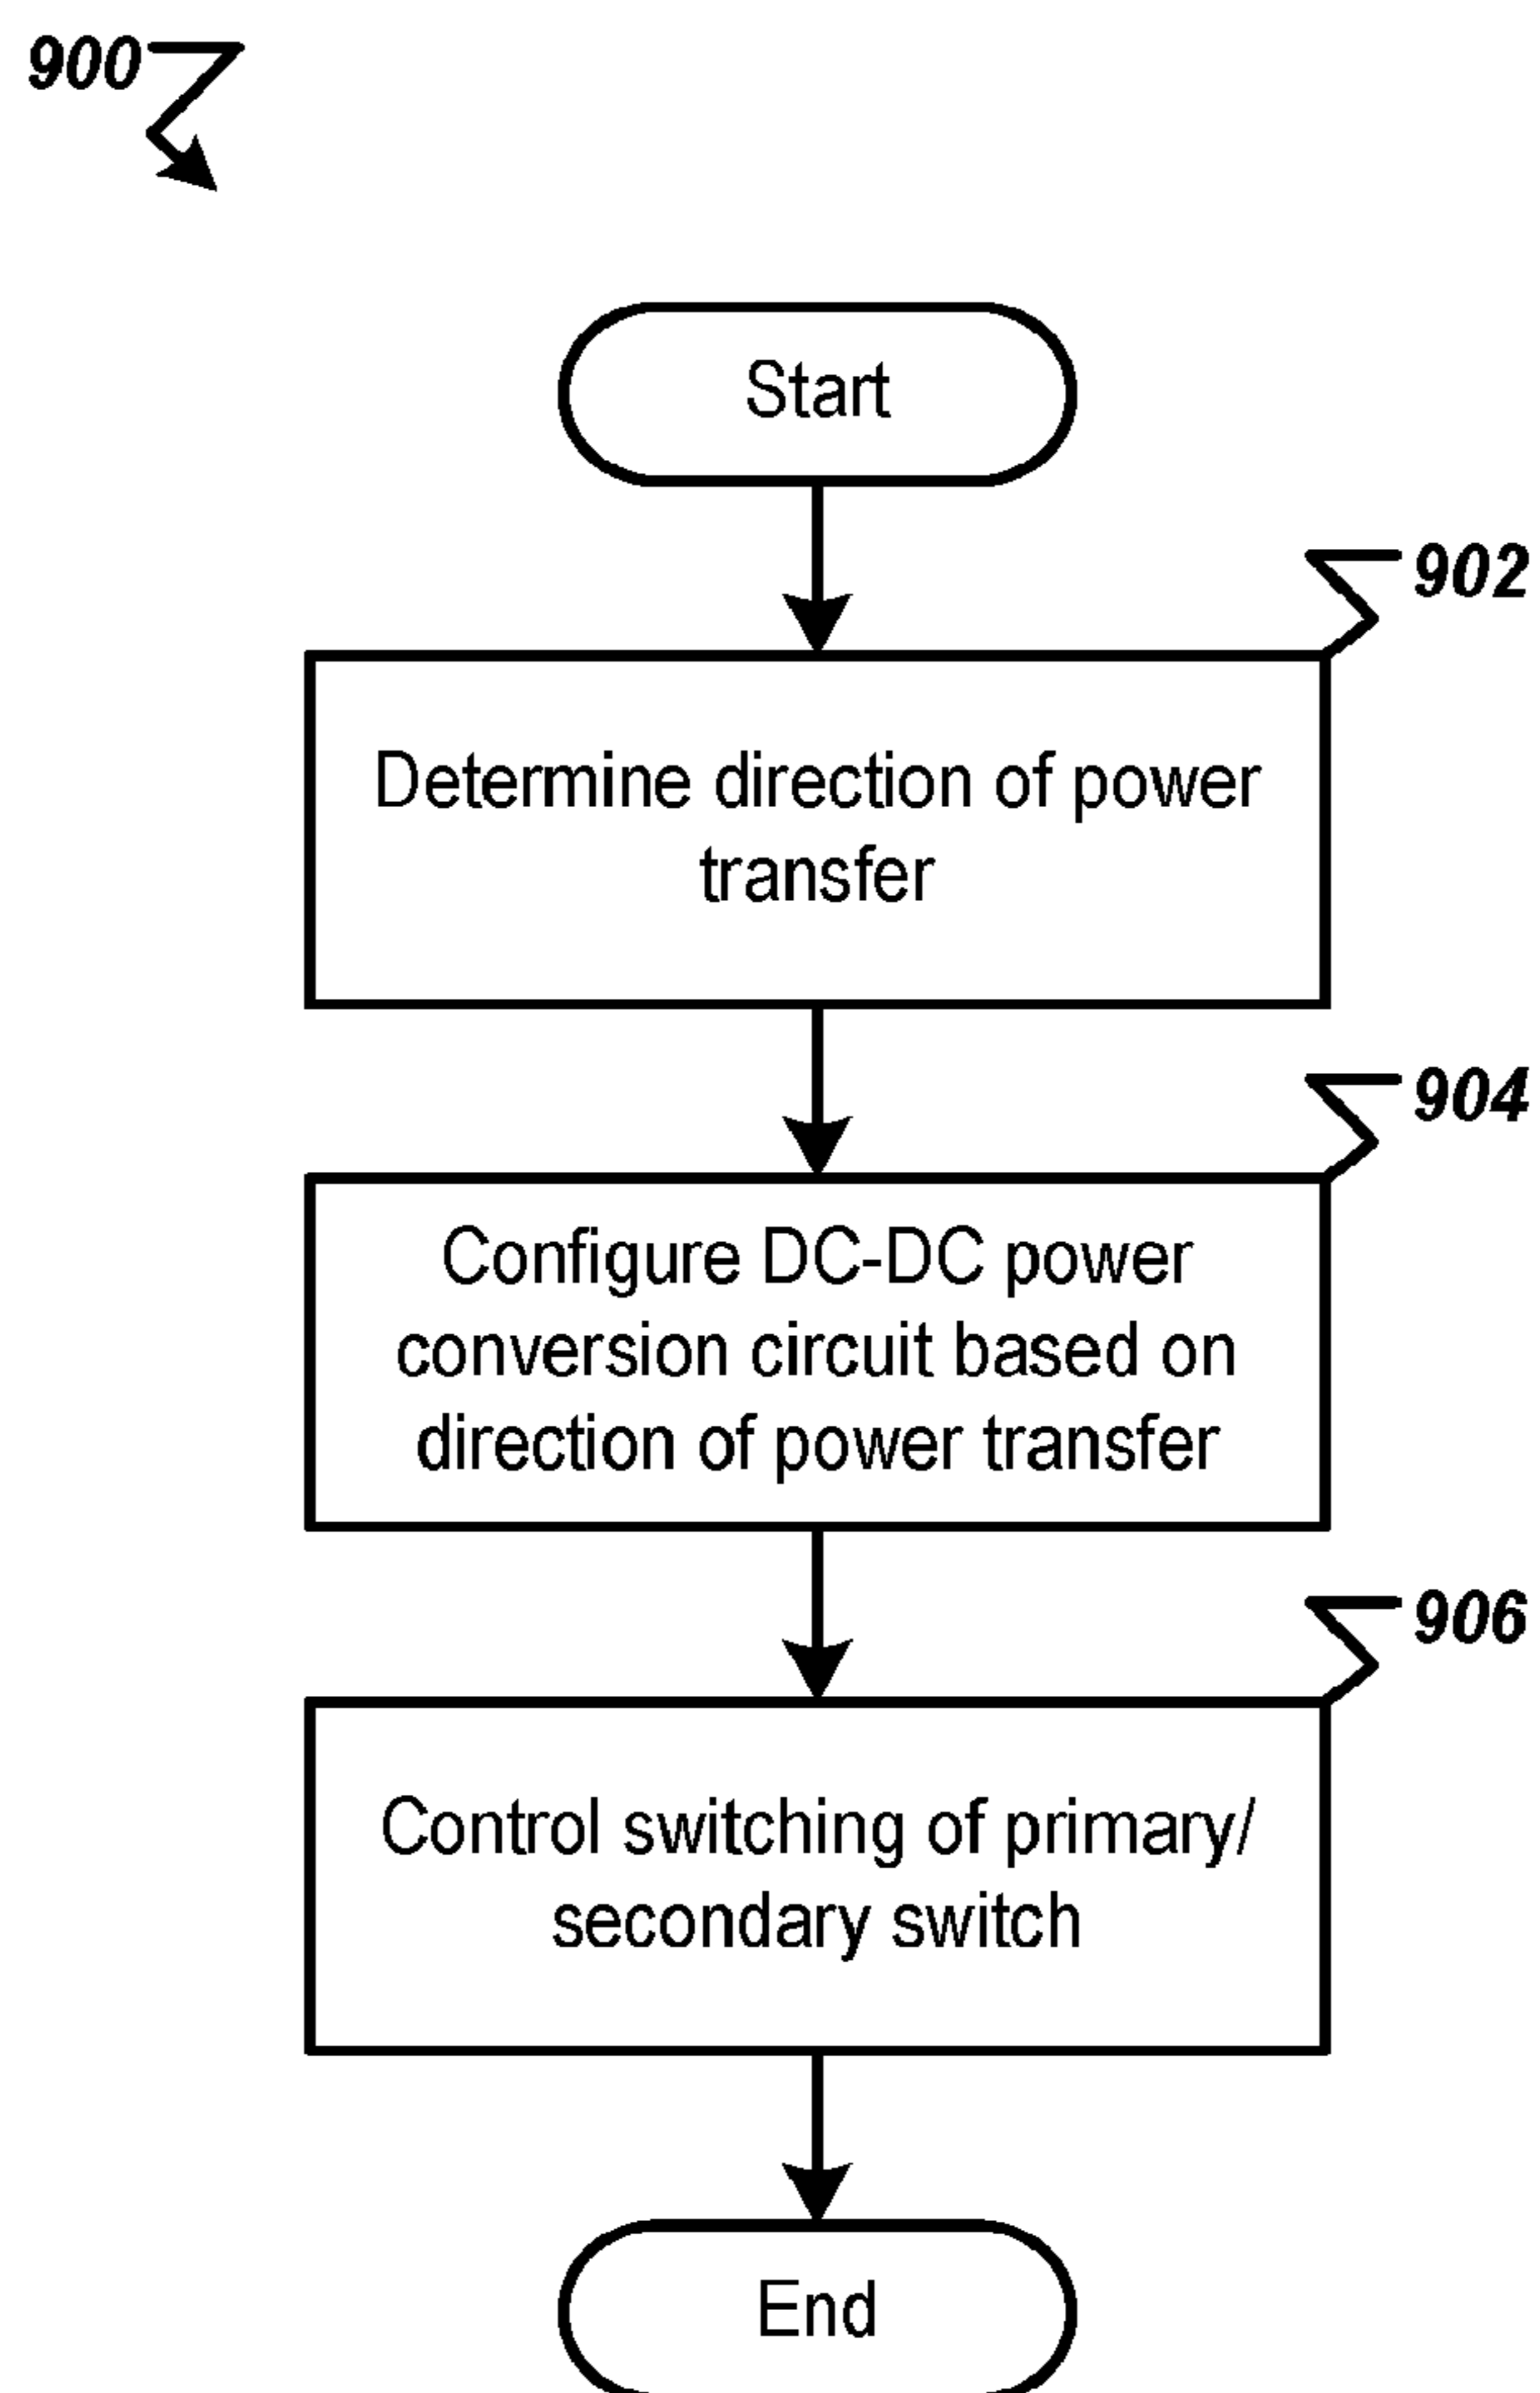 900
Start
902
Determine direction of power
transfer
904
Configure DC-DC power
conversion circuit based on
direction of power transfer
906
Control switching of primary/
secondary switch
End